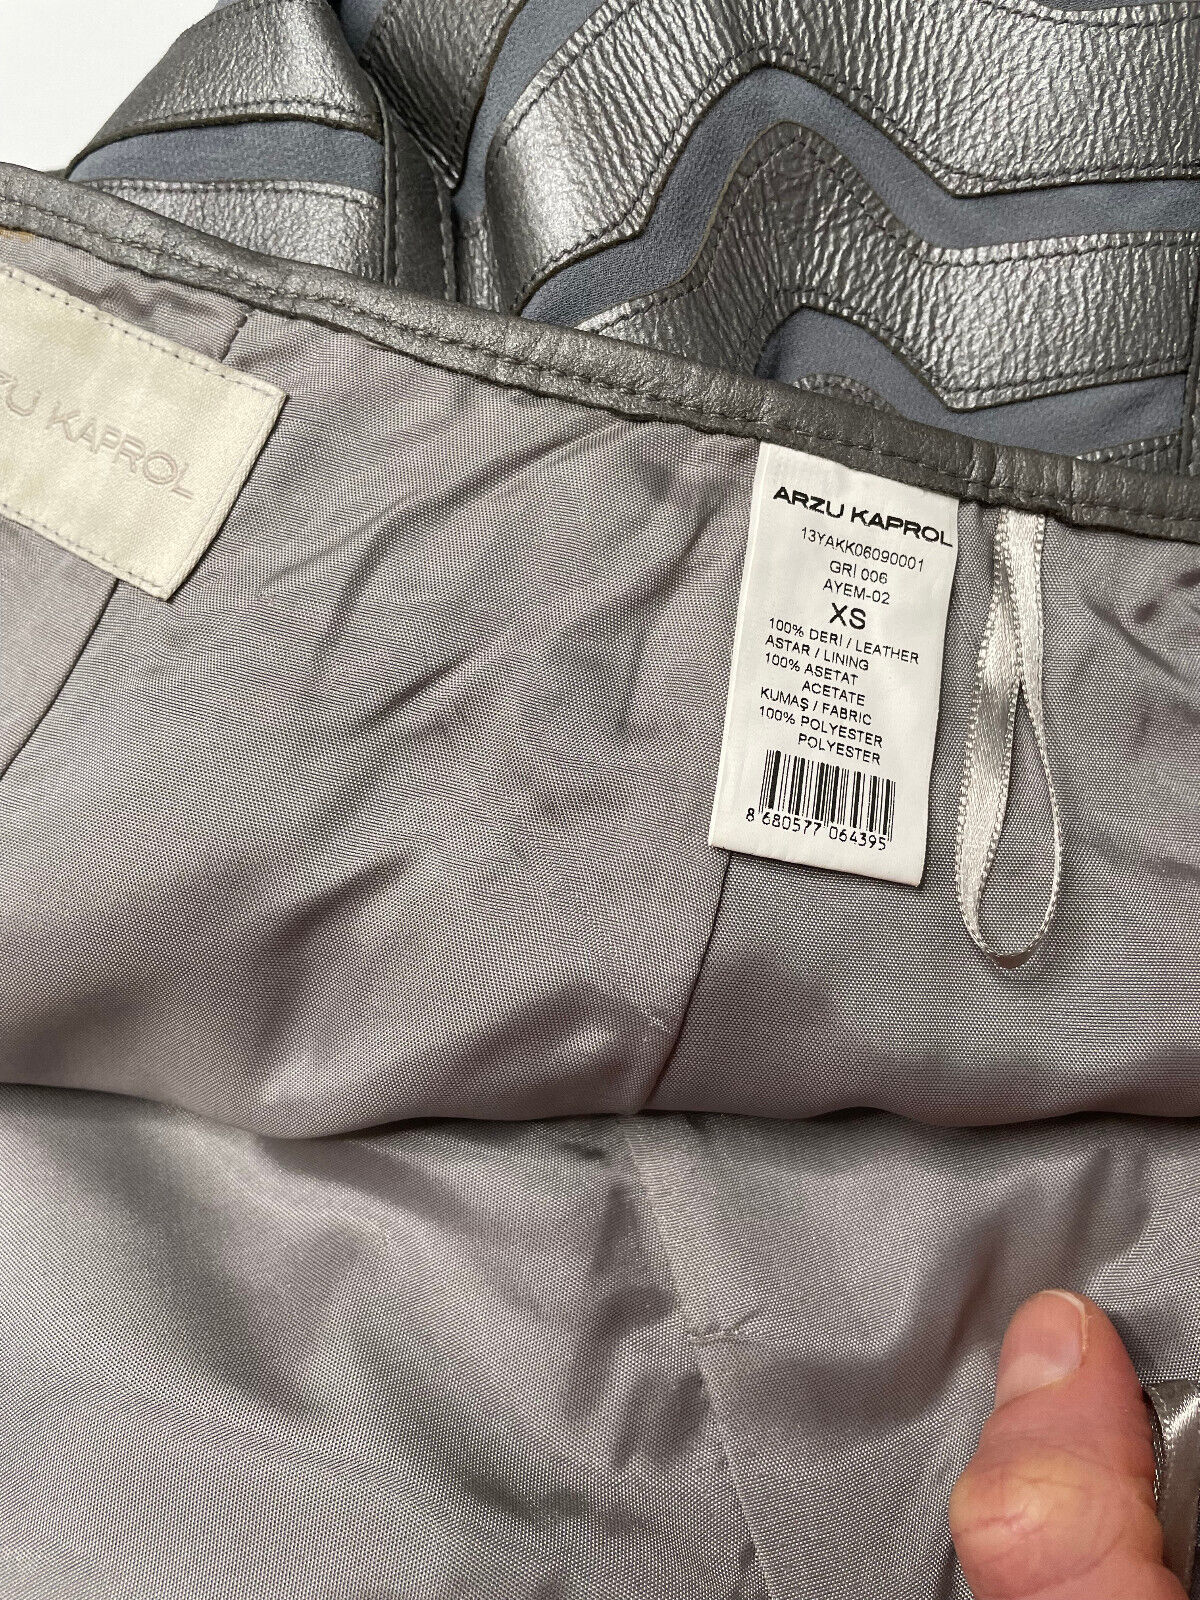 ZU KAPROL
ARZU KAPROL
13YAKK06090001
GRI 006
AYEM-02
XS
100% DERI / LEATHER
ASTAR / LINING
100% ASETAT
ACETATE
KUMAŞ / FABRIC
100% POLYESTER
POLYESTER
8 680577 064395